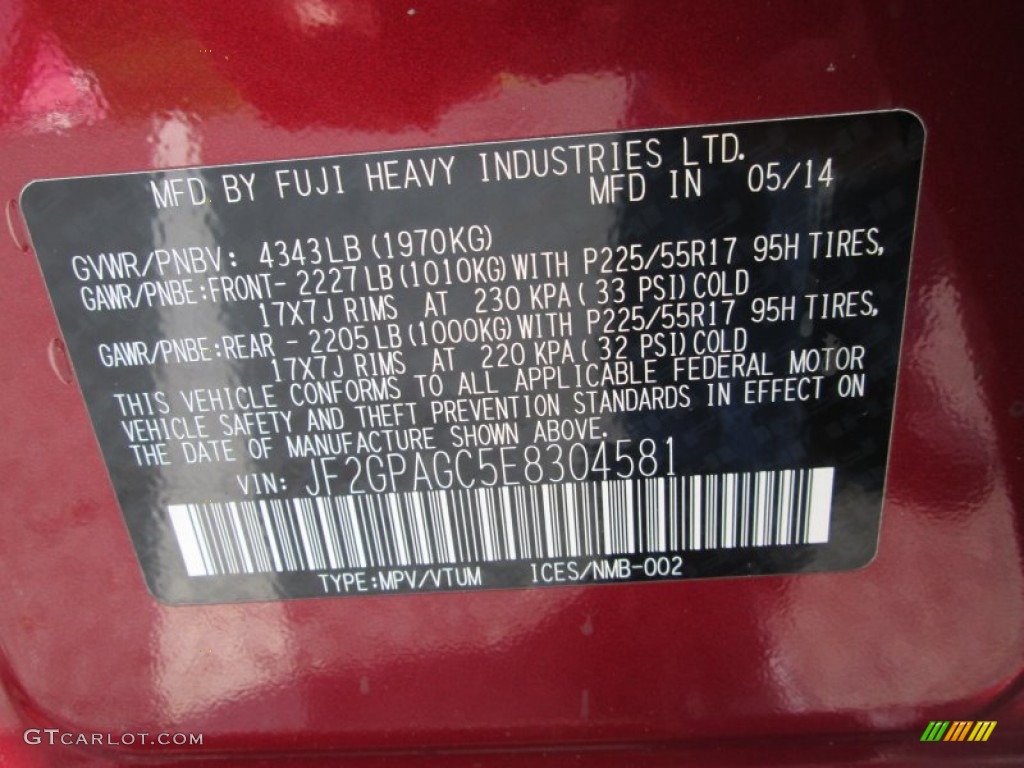 MFD BY FUJI HEAVY INDUSTRIES LTD.
MFD IN 05/14
GVWR/PNBV: 4343LB (1970KG)
GAWR/PNBE:FRONT- 2227LB (1010KG) WITH P225/55R17 95H TIRES,
17X7J RIMS AT 230 KPA ( 33 PSI) COLD
GAWR/PNBE:REAR - 2205LB (1000KG) WITH P225/55R17 95H TIRES,
17X7J RIMS AT 220 KPA ( 32 PSI) COLD
THIS VEHICLE CONFORMS TO ALL APPLICABLE FEDERAL MOTOR
VEHICLE SAFETY AND THEFT PREVENTION STANDARDS IN EFFECT ON
THE DATE OF MANUFACTURE SHOWN ABOVE.
VIN: JF2GPAGC5E8304581
TYPE:MPV/VTUM ICES/NMB-002
GTCARLOT.COM